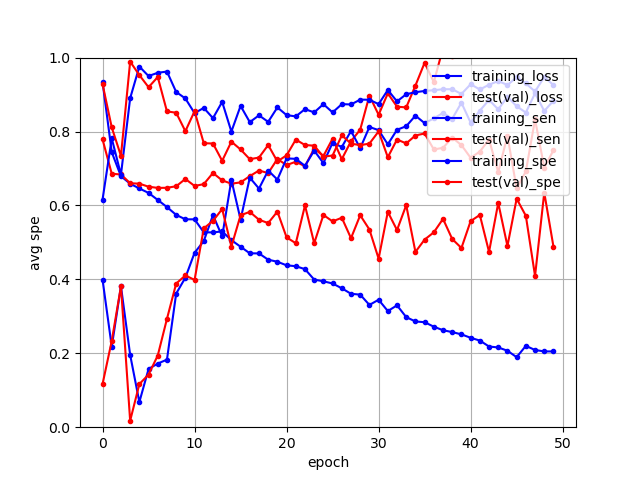 1.0
0.8
0.6
0.4
0.2
0.0
avg spe
0
10
20
30
40
50
epoch
training_loss
test(val)_loss
training_sen
test(val)_sen
training_spe
test(val)_spe